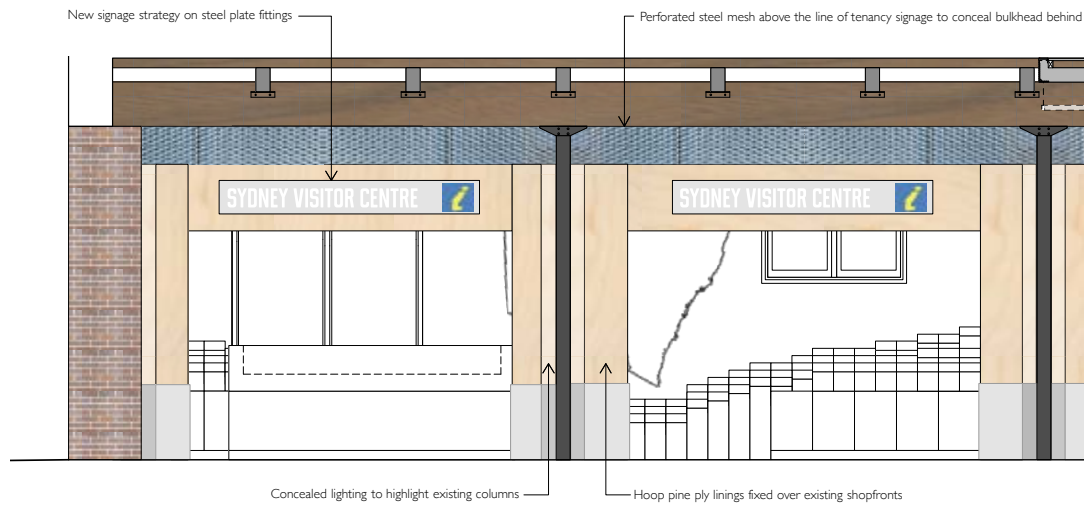 New signage strategy on steel plate fittings
Perforated steel mesh above the line of tenancy signage to conceal bulkhead behind
SYDNEY VISITOR CENTRE i
SYDNEY VISITOR CENTRE i
Concealed lighting to highlight existing columns
Hoop pine ply linings fixed over existing shopfronts